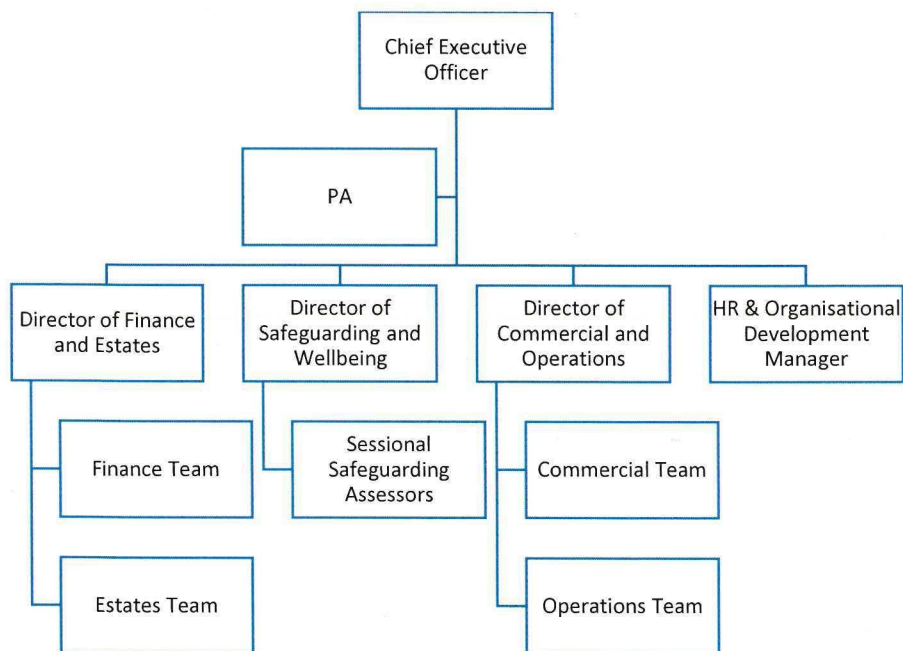 Chief Executive
Officer
PA
Director of Finance
and Estates
Director of
Safeguarding and
Wellbeing
Director of
Commercial and
Operations
HR & Organisational
Development
Manager
Finance Team
Sessional
Safeguarding
Assessors
Commercial Team
Estates Team
Operations Team